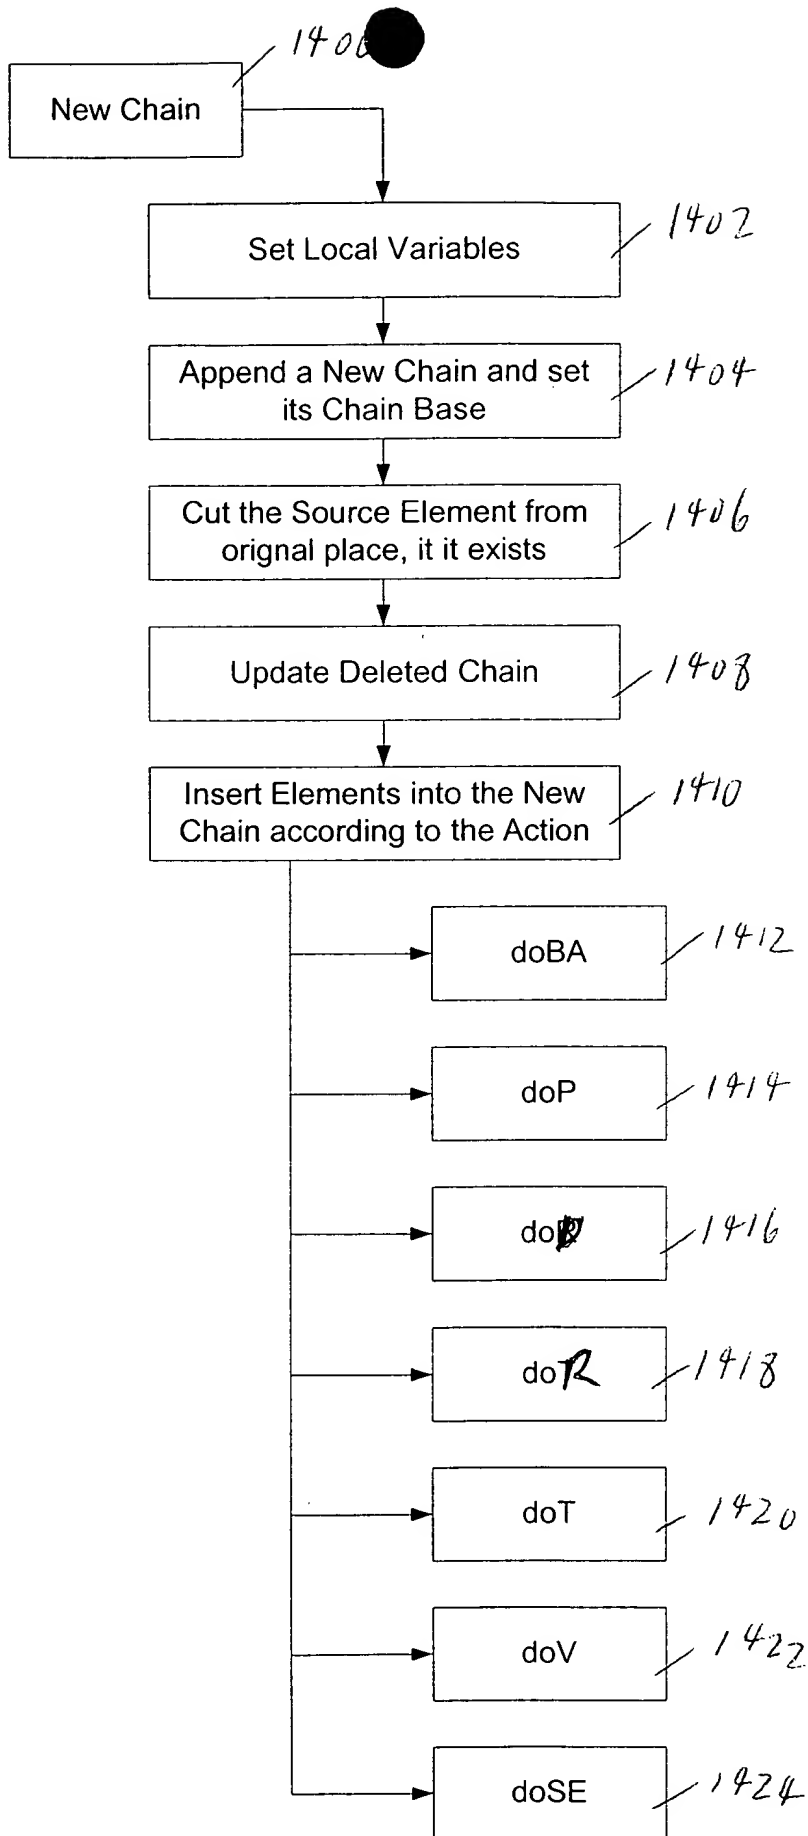 1400
New Chain
Set Local Variables
1402
Append a New Chain and set
its Chain Base
1404
Cut the Source Element from
orignal place, it it exists
1406
Update Deleted Chain
1408
Insert Elements into the New
Chain according to the Action
1410
doBA
1412
doP
1414
do
1416
doR
1418
doT
1420
doV
1422
doSE
1424